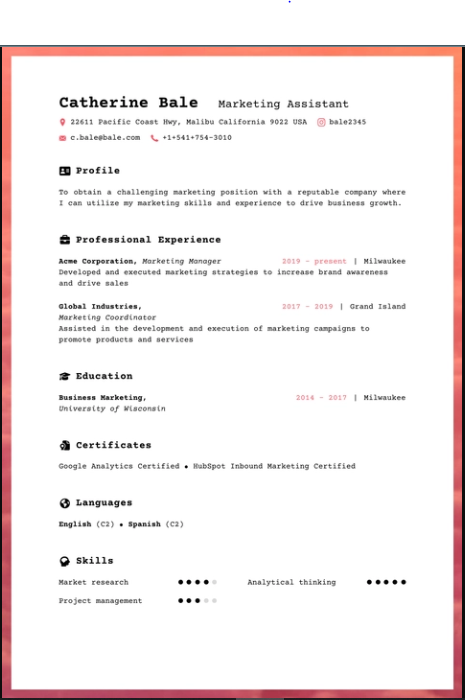 Catherine Bale Marketing Assistant
22611 Pacific Coast Hwy, Malibu California 9022 USA bale2345
c.bale@bale.com +1+541+754-3010
Profile
To obtain a challenging marketing position with a reputable company where
I can utilize my marketing skills and experience to drive business growth.
Professional Experience
Acme Corporation, Marketing Manager 2019 - present | Milwaukee
Developed and executed marketing strategies to increase brand awareness
and drive sales
Global Industries, 2017 - 2019 | Grand Island
Marketing Coordinator
Assisted in the development and execution of marketing campaigns to
promote products and services
Education
Business Marketing, 2014 - 2017 | Milwaukee
University of Wisconsin
Certificates
Google Analytics Certified • HubSpot Inbound Marketing Certified
Languages
English (C2) • Spanish (C2)
Skills
Market research Analytical thinking
Project management